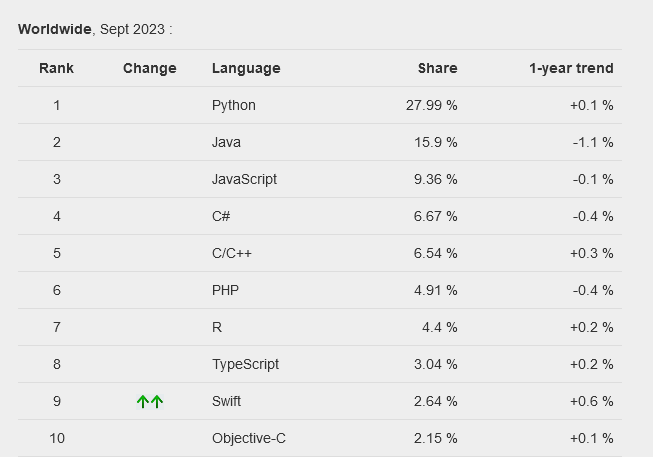 Worldwide, Sept 2023 :
Rank Change Language Share 1-year trend
1 Python 27.99 % +0.1 %
2 Java 15.9 % -1.1 %
3 JavaScript 9.36 % -0.1 %
4 C# 6.67 % -0.4 %
5 C/C++ 6.54 % +0.3 %
6 PHP 4.91 % -0.4 %
7 R 4.4 % +0.2 %
8 TypeScript 3.04 % +0.2 %
9 Swift 2.64 % +0.6 %
10 Objective-C 2.15 % +0.1 %